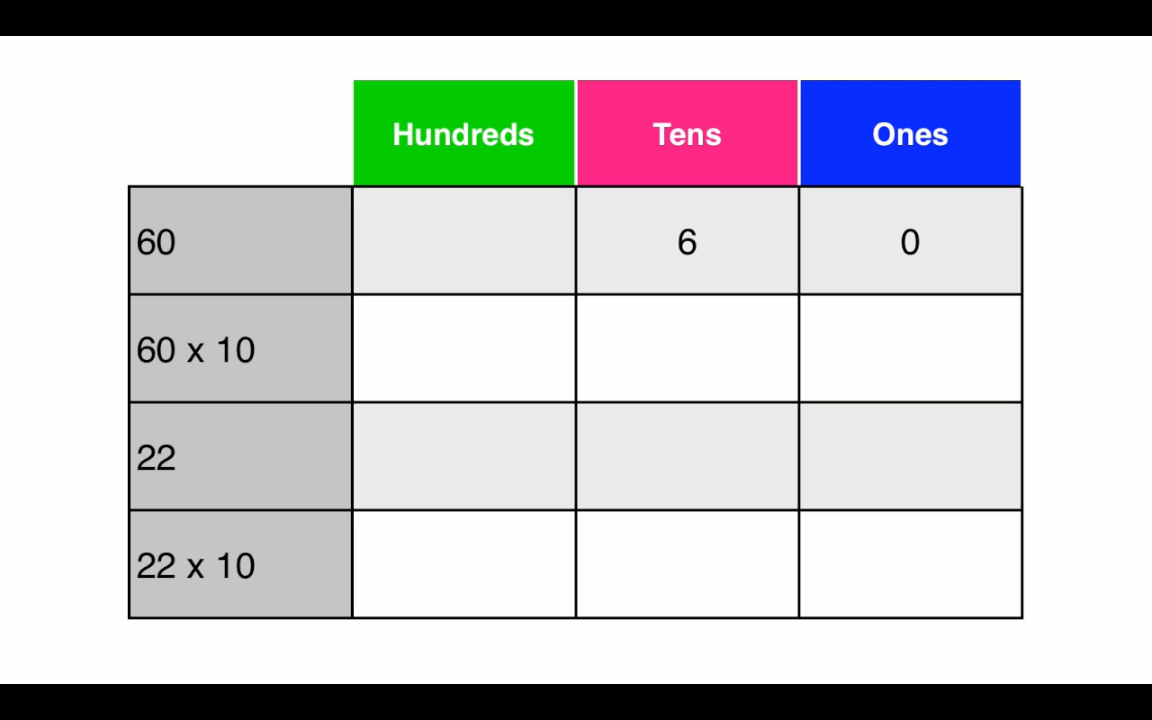 Hundreds Tens Ones
60 6 0
60 x 10
22
22 x 10